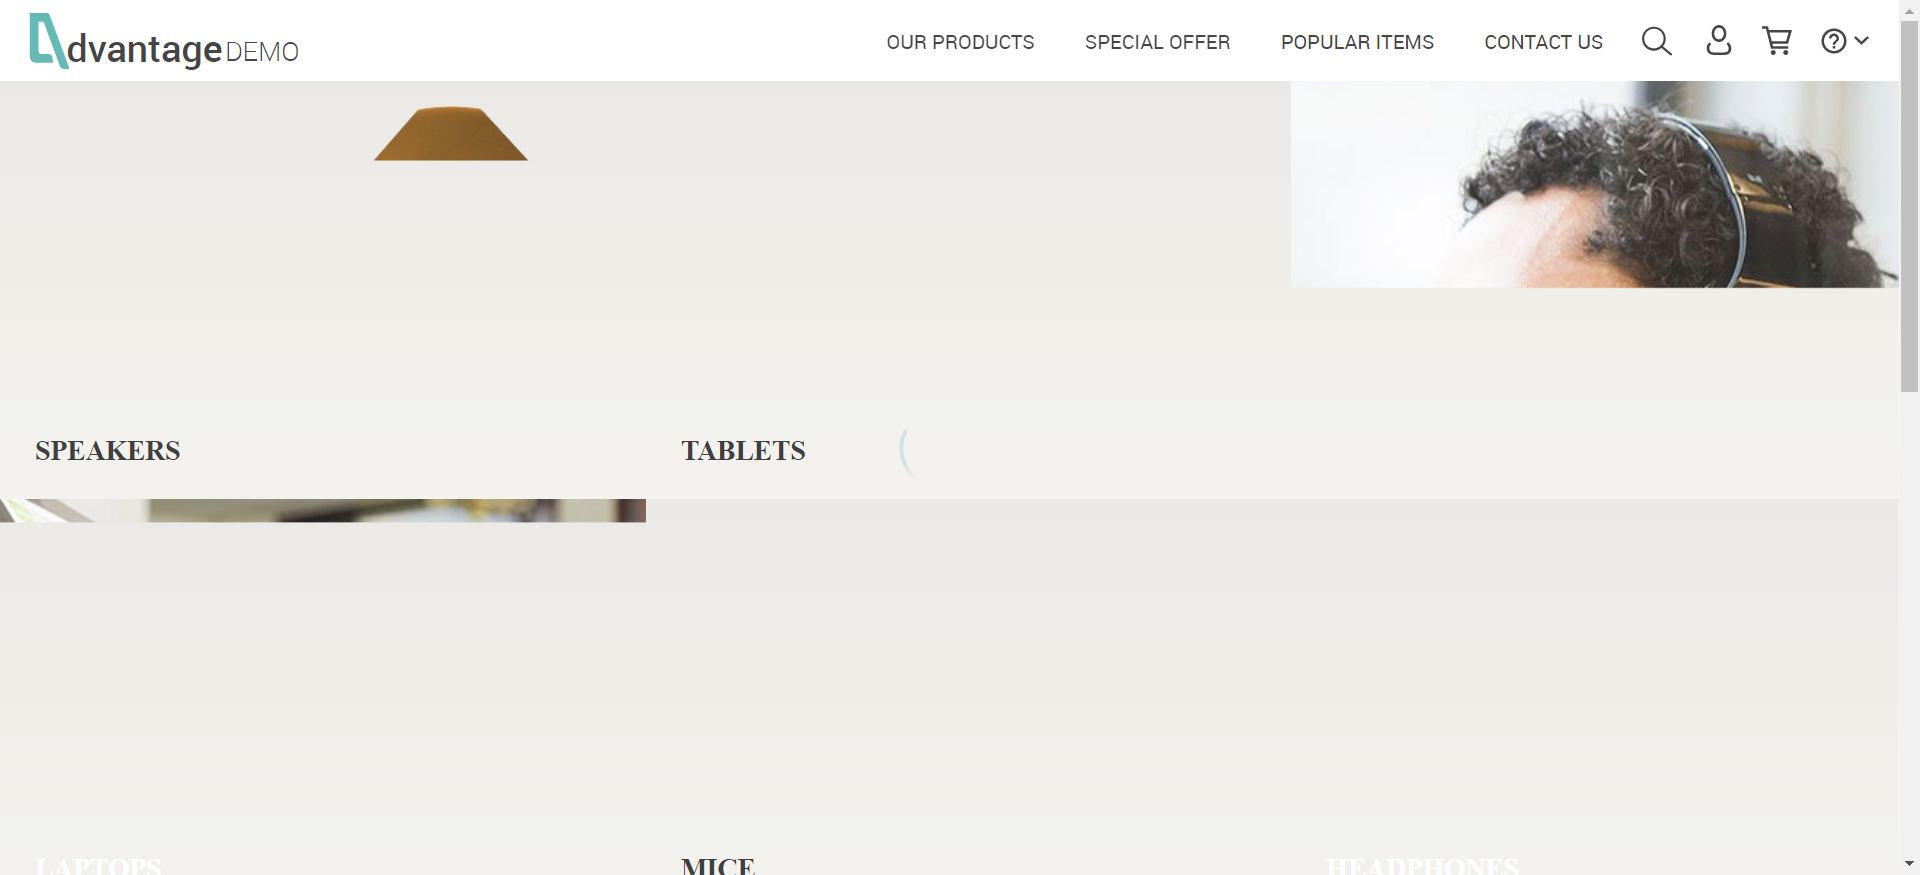 dvantage DEMO
OUR PRODUCTS SPECIAL OFFER POPULAR ITEMS CONTACT US
SPEAKERS TABLETS
LAPTOPS MICE HEADPHONES